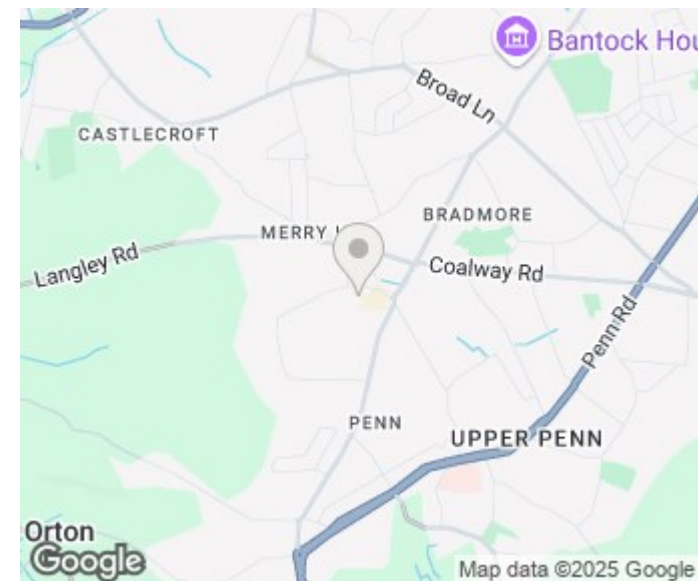 Bantock Hou
Broad Ln
CASTLECROFT
BRADMORE
MERRY
Langley Rd
Coalway Rd
Penn Rd
PENN
UPPER PENN
Orton
Google
Map data ©2025 Google